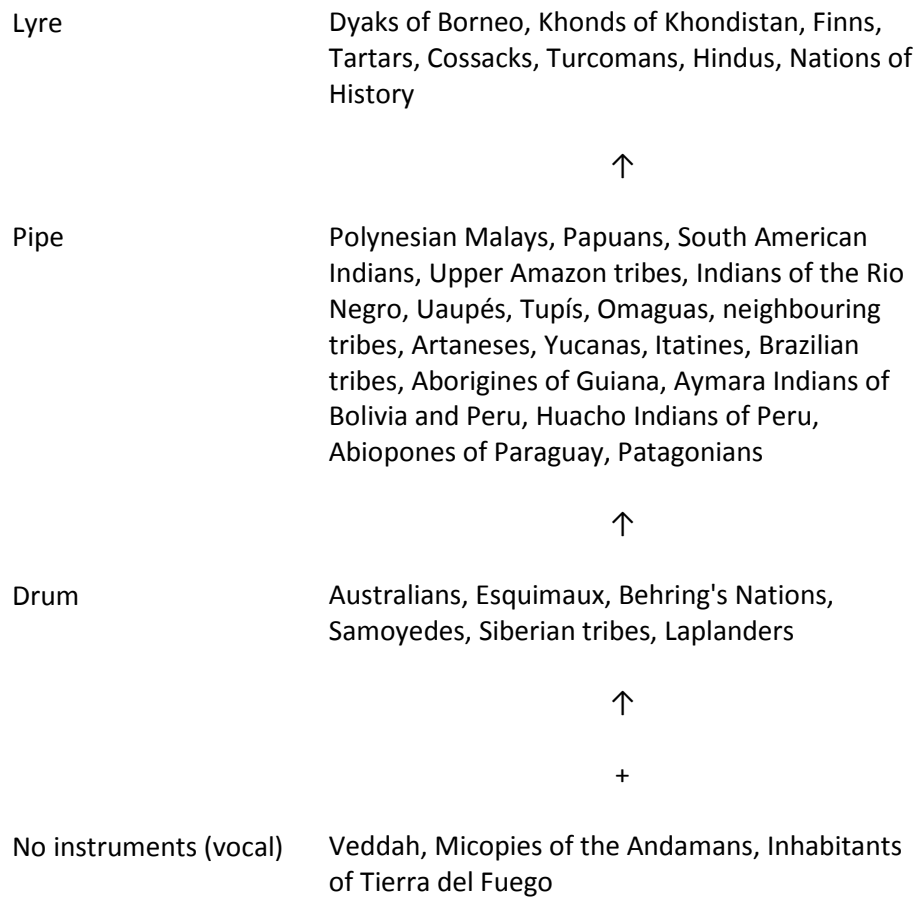 Lyre Dyaks of Borneo, Khonds of Khondistan, Finns,
Tartars, Cossacks, Turcomans, Hindus, Nations of
History
↑
Pipe Polynesian Malays, Papuans, South American
Indians, Upper Amazon tribes, Indians of the Rio
Negro, Uaupés, Tupís, Omaguas, neighbouring
tribes, Artaneses, Yucanas, Itatines, Brazilian
tribes, Aborigines of Guiana, Aymara Indians of
Bolivia and Peru, Huacho Indians of Peru,
Abiopones of Paraguay, Patagonians
↑
Drum Australians, Esquimaux, Behring's Nations,
Samoyedes, Siberian tribes, Laplanders
↑
+
No instruments (vocal) Veddah, Micopies of the Andamans, Inhabitants
of Tierra del Fuego